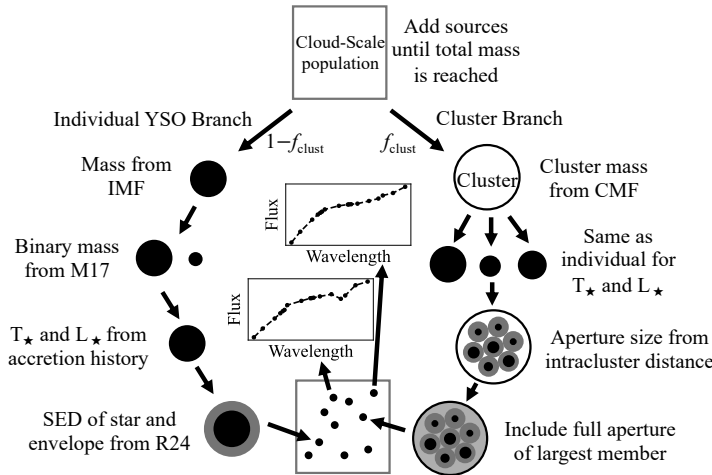 Cloud-Scale
population
Add sources
until total mass
is reached
Individual YSO Branch
Cluster Branch
1−f_clust
f_clust
Mass from
IMF
Cluster
Cluster mass
from CMF
Flux
Wavelength
Binary mass
from M17
Same as
individual for
T★ and L★
Flux
Wavelength
T★ and L★ from
accretion history
Aperture size from
intracluster distance
SED of star and
envelope from R24
Include full aperture
of largest member